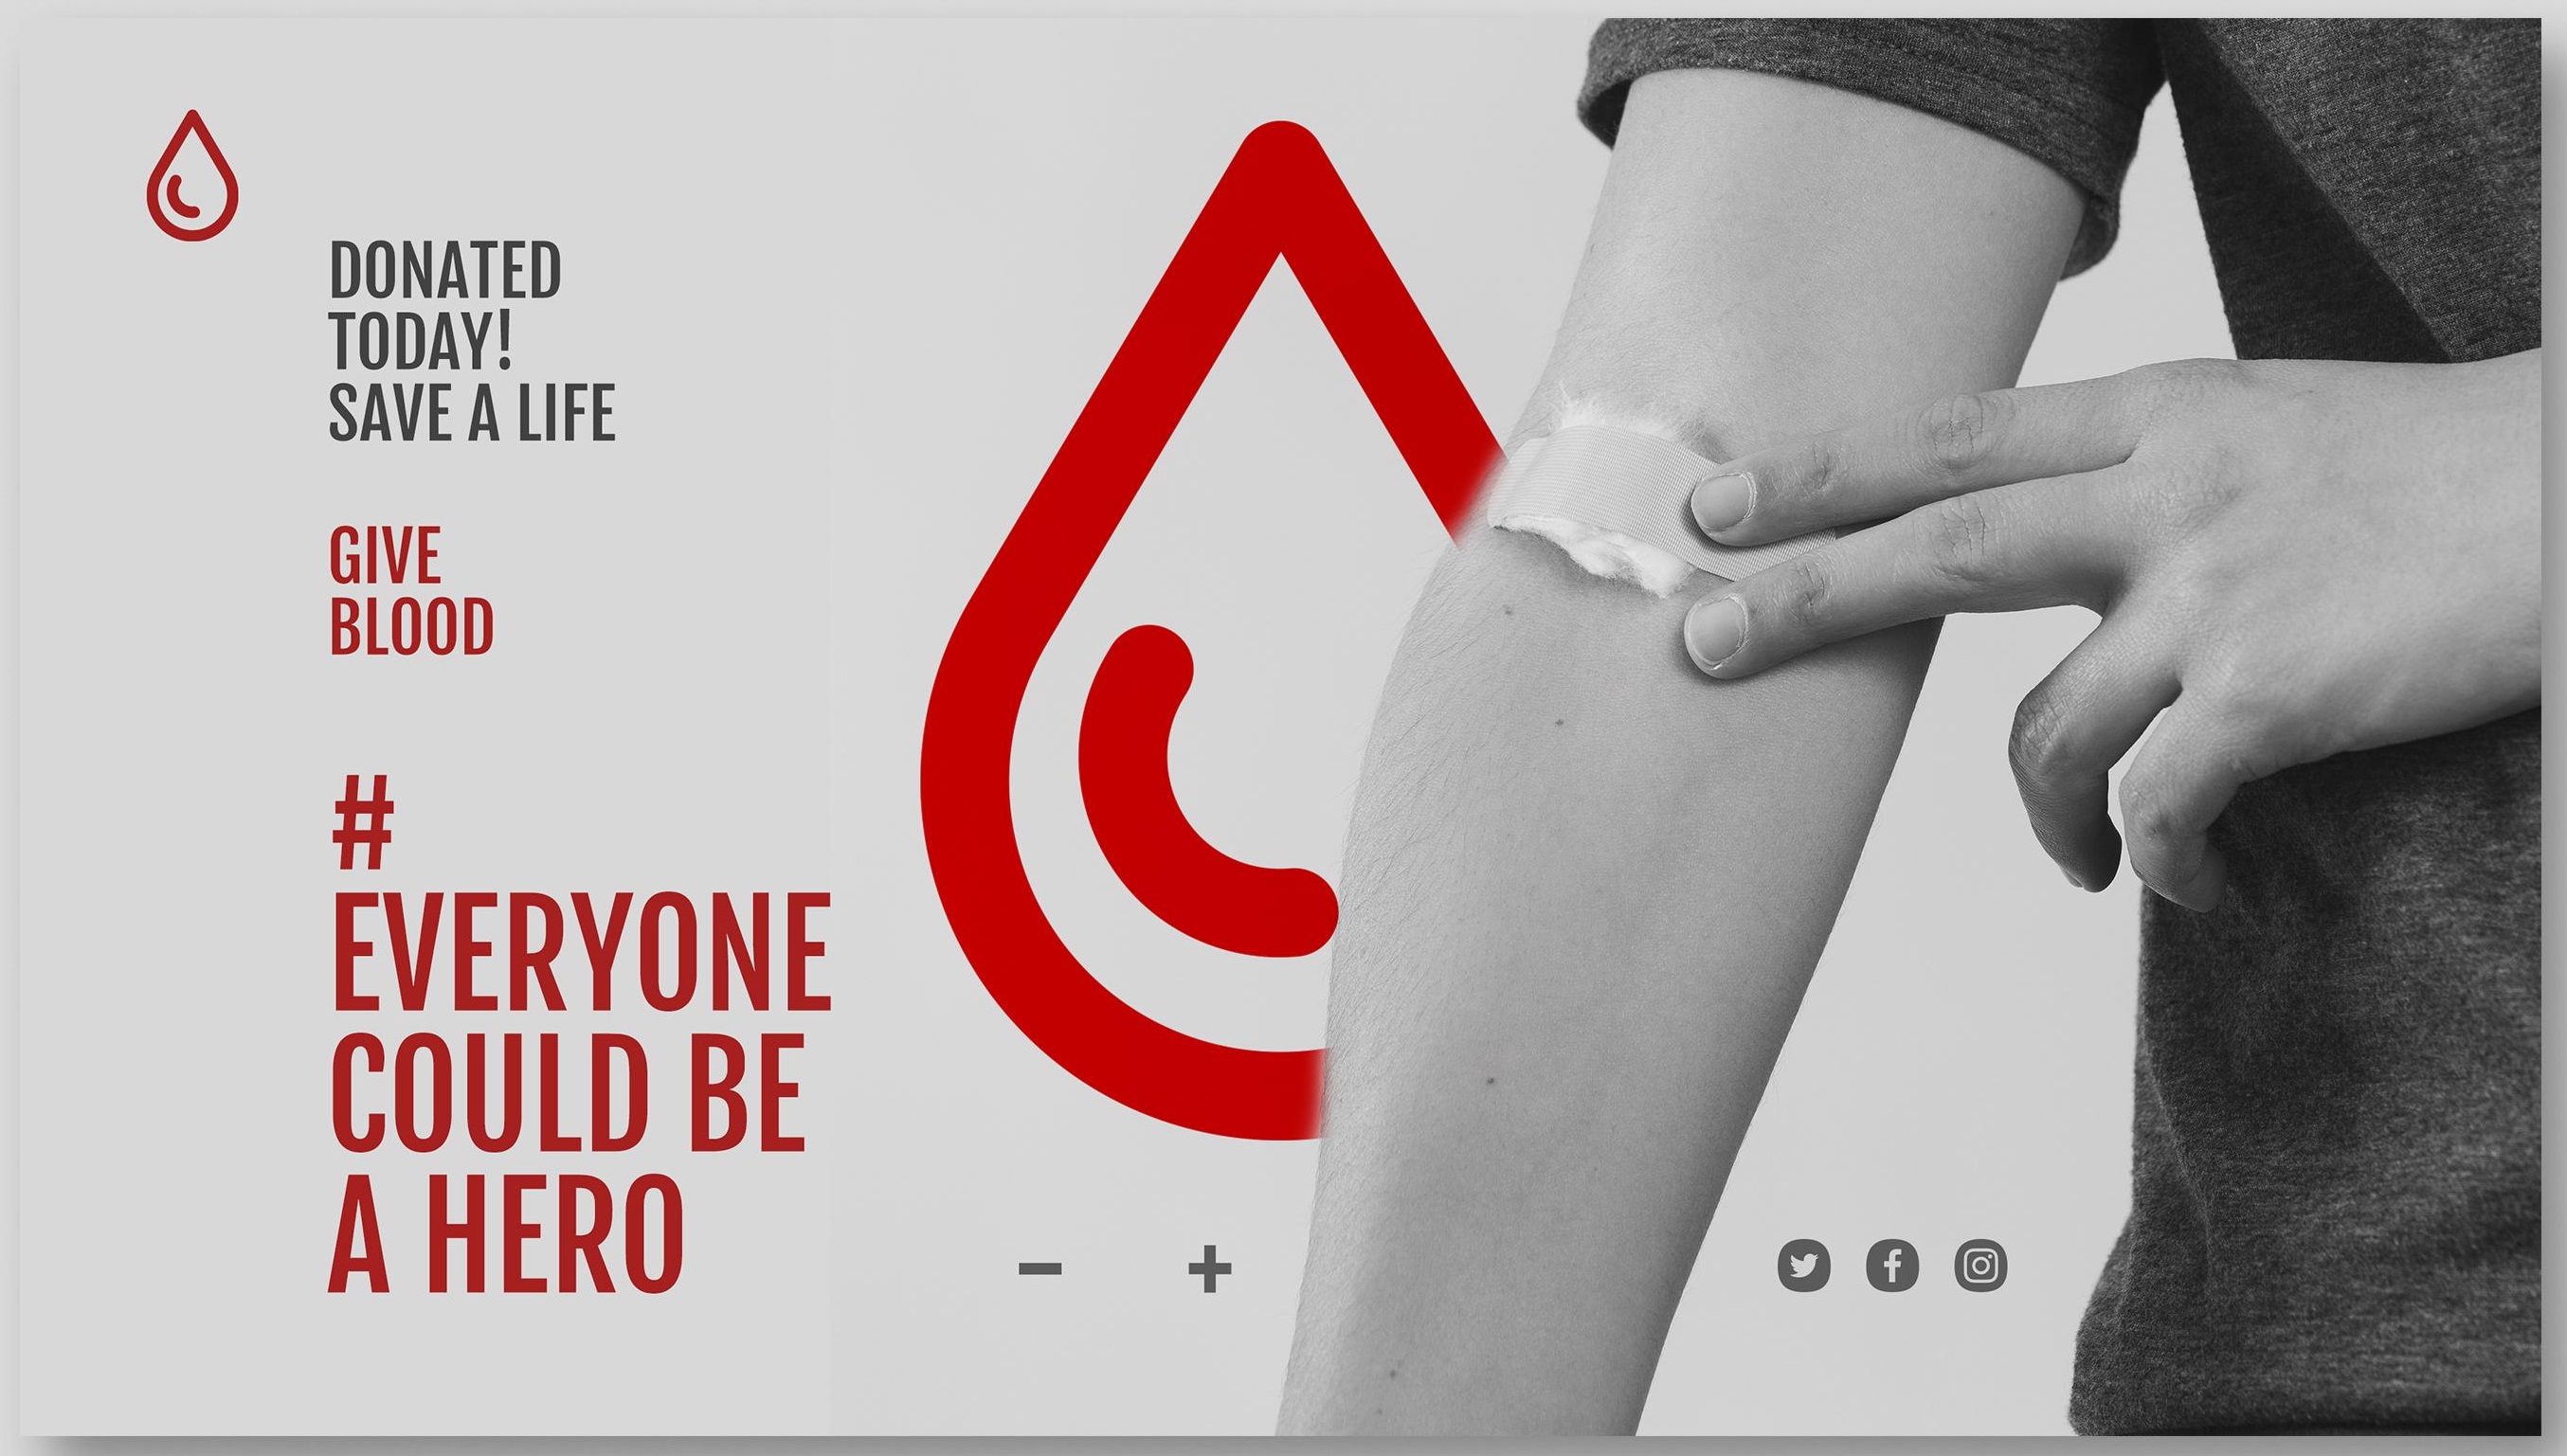 DONATED
TODAY!
SAVE A LIFE
GIVE
BLOOD
#
EVERYONE
COULD BE
A HERO
- +